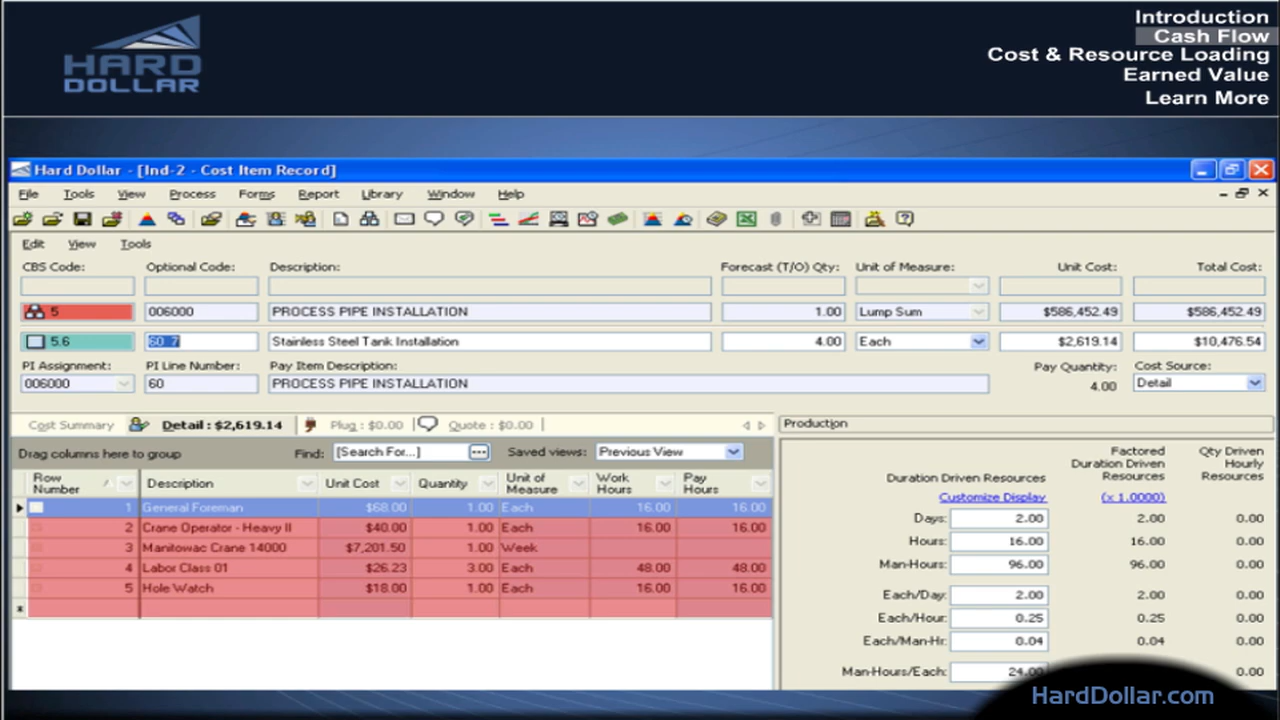 HARD
DOLLAR
Introduction
Cash Flow
Cost & Resource Loading
Earned Value
Learn More
Hard Dollar - [Ind-2 - Cost Item Record]
File Tools View Process Forms Report Library Window Help
Edit View Tools
CBS Code: Optional Code: Description: Forecast (T/O) Qty: Unit of Measure: Unit Cost: Total Cost:
5 006000 PROCESS PIPE INSTALLATION 1.00 Lump Sum $586,452.49 $586,452.49
5.6 60_7 Stainless Steel Tank Installation 4.00 Each $2,619.14 $10,476.54
PI Assignment: PI Line Number: Pay Item Description: Pay Quantity: Cost Source:
006000 60 PROCESS PIPE INSTALLATION 4.00 Detail
Cost Summary Detail : $2,619.14 Plug : $0.00 Quote : $0.00
Drag columns here to group Find: [Search For...] Saved views: Previous View
Row Number Description Unit Cost Quantity Unit of Measure Work Hours Pay Hours
1 General Foreman $68.00 1.00 Each 16.00 16.00
2 Crane Operator - Heavy II $40.00 1.00 Each 16.00 16.00
3 Manitowac Crane 14000 $7,201.50 1.00 Week
4 Labor Class 01 $26.23 3.00 Each 48.00 48.00
5 Hole Watch $18.00 1.00 Each 16.00 16.00
Production
Duration Driven Resources Factored Duration Driven Resources Qty Driven Hourly Resources
Customize Display (x 1.0000)
Days: 2.00 2.00 0.00
Hours: 16.00 16.00 0.00
Man-Hours: 96.00 96.00 0.00
Each/Day: 2.00 2.00 0.00
Each/Hour: 0.25 0.25 0.00
Each/Man-Hr: 0.04 0.04 0.00
Man-Hours/Each: 24.00 0.00
HardDollar.com